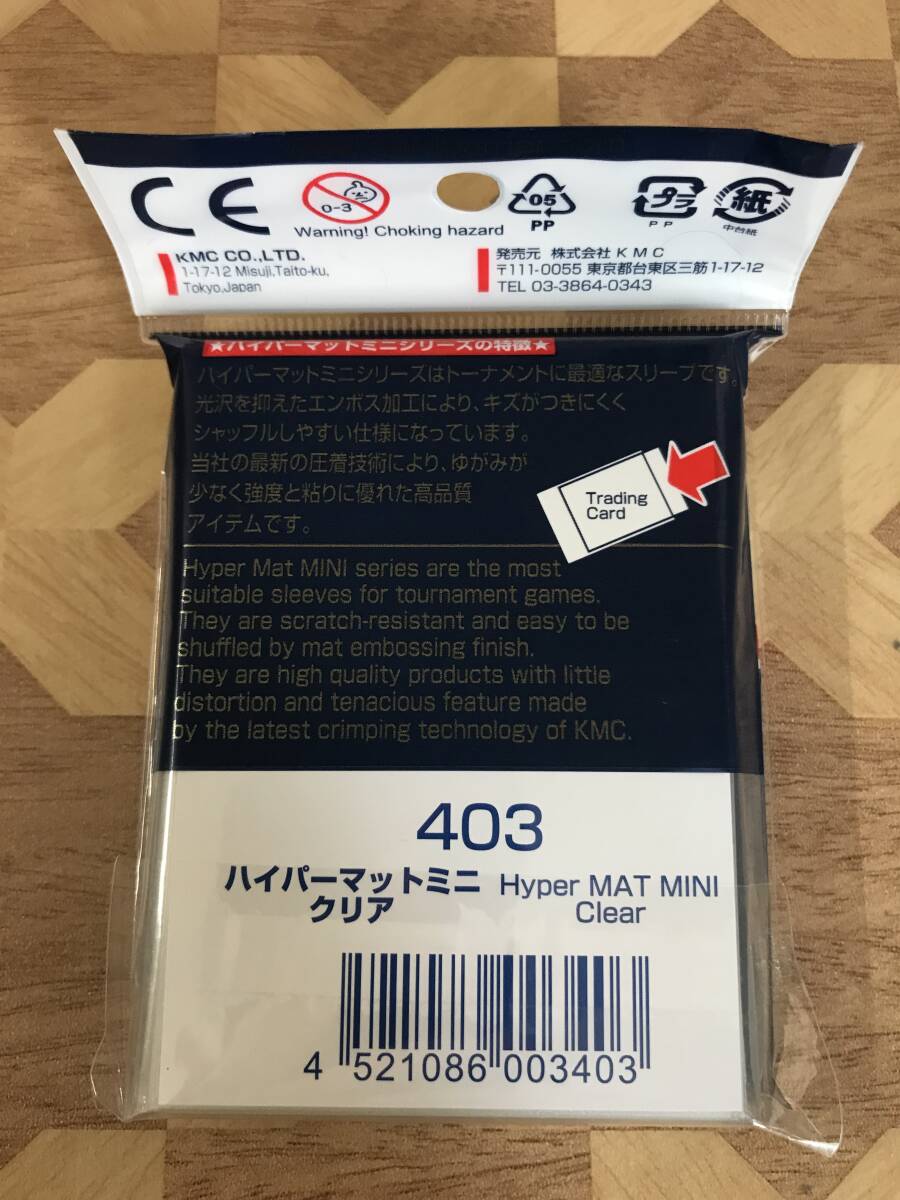 CE
0-3
Warning! Choking hazard
05
PP
プラ
PP
紙
中台紙
KMC CO.,LTD.
1-17-12 Misuji,Taito-ku,
Tokyo,Japan
発売元 株式会社 KMC
〒111-0055 東京都台東区三筋1-17-12
TEL 03-3864-0343
★ハイパーマットミニシリーズの特徴★
ハイパーマットミニシリーズはトーナメントに最適なスリーブです。
光沢を抑えたエンボス加工により、キズがつきにくく
シャッフルしやすい仕様になっています。
当社の最新の圧着技術により、ゆがみが
少なく強度と粘りに優れた高品質
アイテムです。
Trading
Card
Hyper Mat MINI series are the most
suitable sleeves for tournament games.
They are scratch-resistant and easy to be
shuffled by mat embossing finish.
They are high quality products with little
distortion and tenacious feature made
by the latest crimping technology of KMC.
403
ハイパーマットミニ
クリア
Hyper MAT MINI
Clear
4 521086 003403